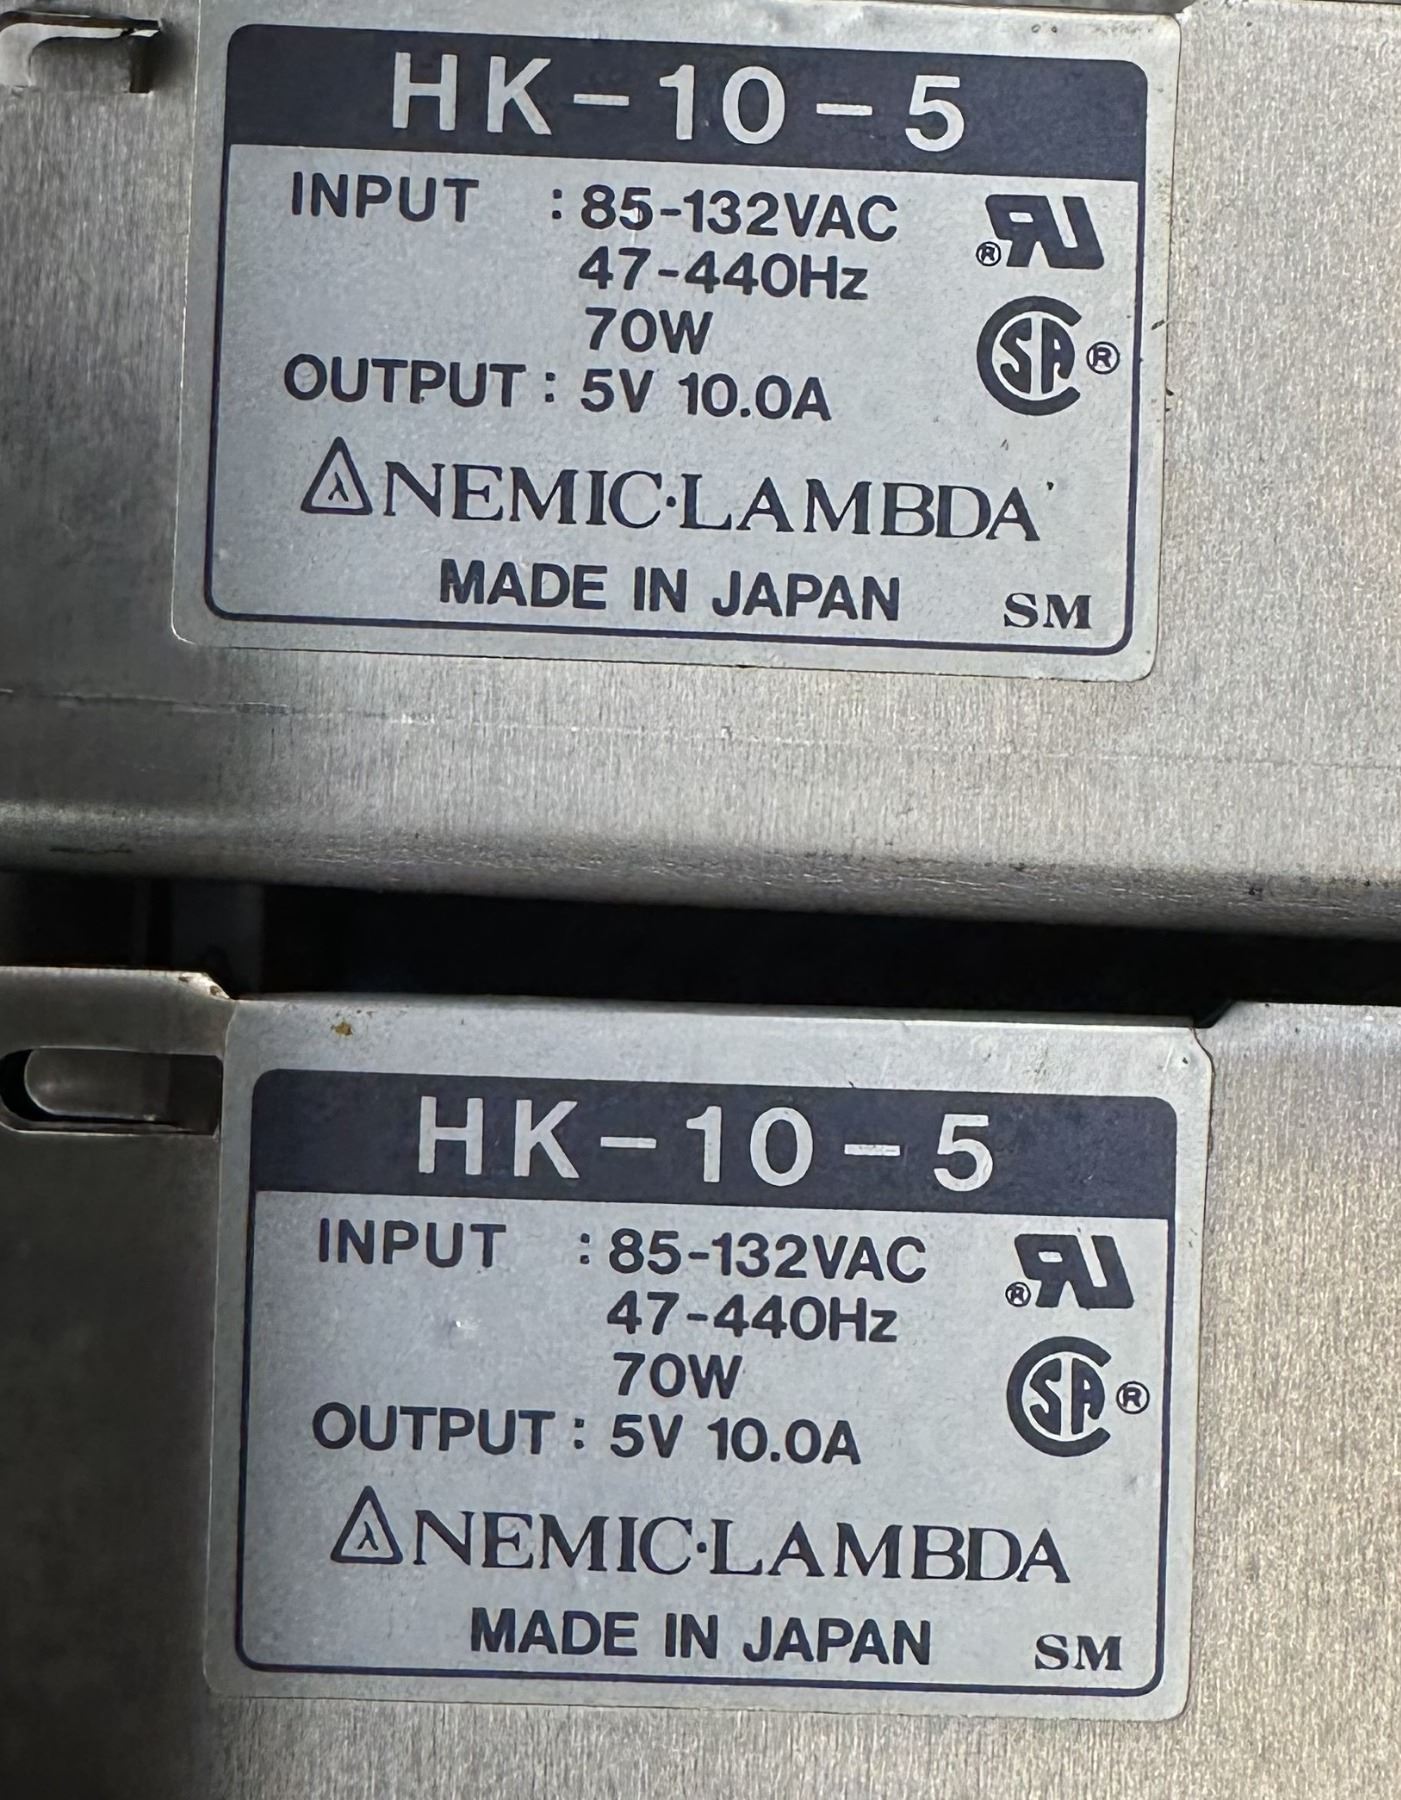 HK-10-5
INPUT : 85-132VAC
47-440Hz
70W
OUTPUT : 5V 10.0A
NEMIC·LAMBDA
MADE IN JAPAN SM
HK-10-5
INPUT : 85-132VAC
47-440Hz
70W
OUTPUT : 5V 10.0A
NEMIC·LAMBDA
MADE IN JAPAN SM